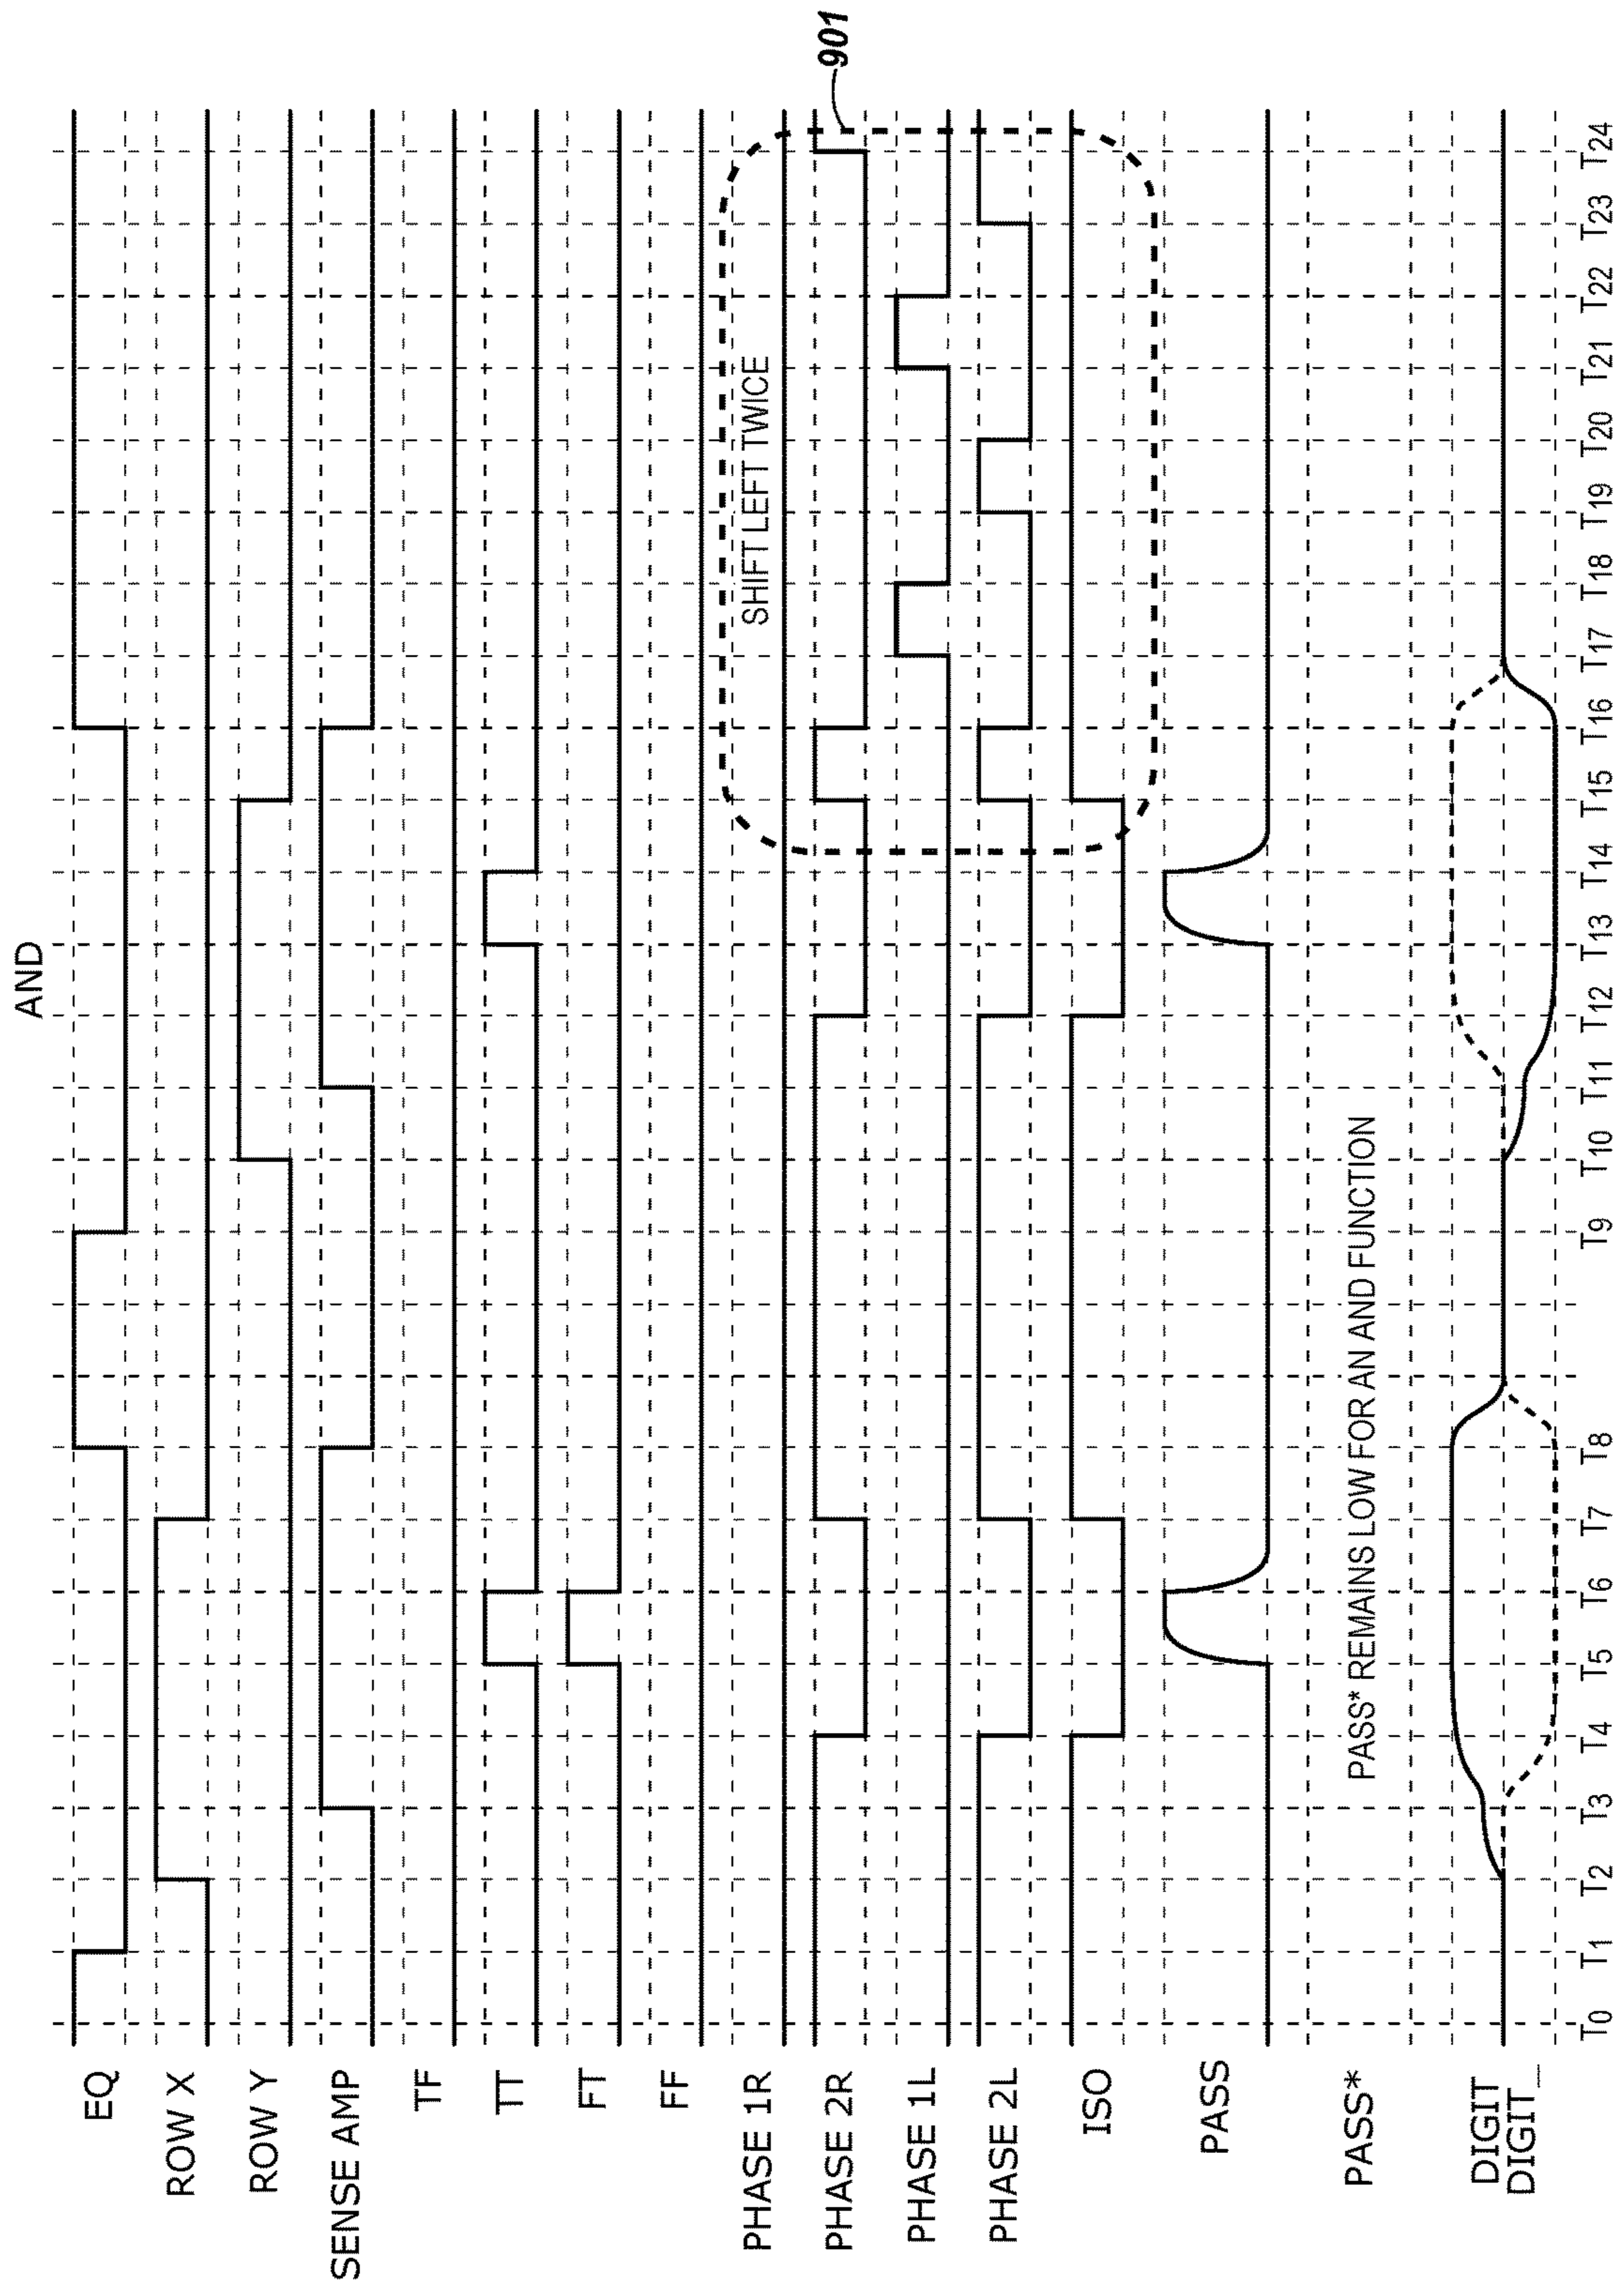 AND
EQ
ROW X
ROW Y
SENSE AMP
TF
TT
FT
FF
PHASE 1R
SHIFT LEFT TWICE
901
PHASE 2R
PHASE 1L
PHASE 2L
ISO
PASS
PASS*
PASS* REMAINS LOW FOR AN AND FUNCTION
DIGIT
DIGIT_
T0 T1 T2 T3 T4 T5 T6 T7 T8 T9 T10 T11 T12 T13 T14 T15 T16 T17 T18 T19 T20 T21 T22 T23 T24